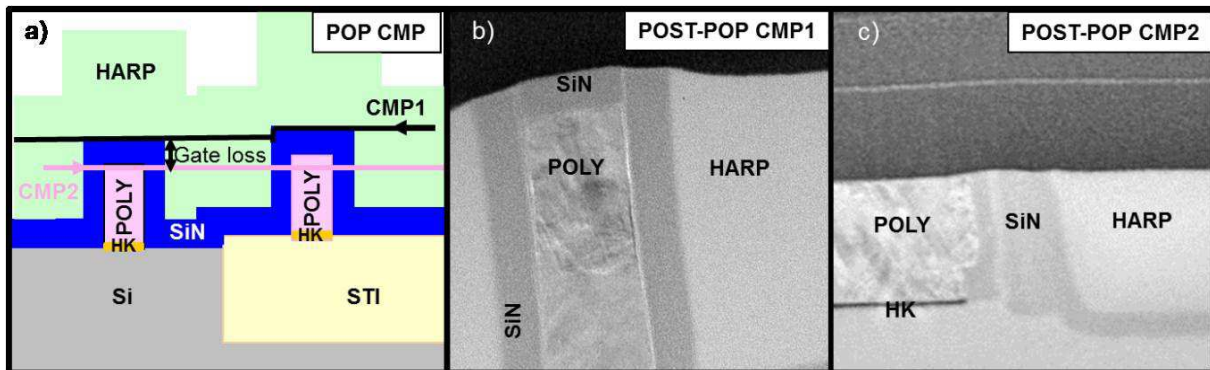 a)
POP CMP
HARP
CMP1
Gate loss
CMP2
POLY
POLY
SiN
HK
HK
Si
STI
b)
POST-POP CMP1
SiN
POLY
HARP
SiN
c)
POST-POP CMP2
POLY
SiN
HARP
HK